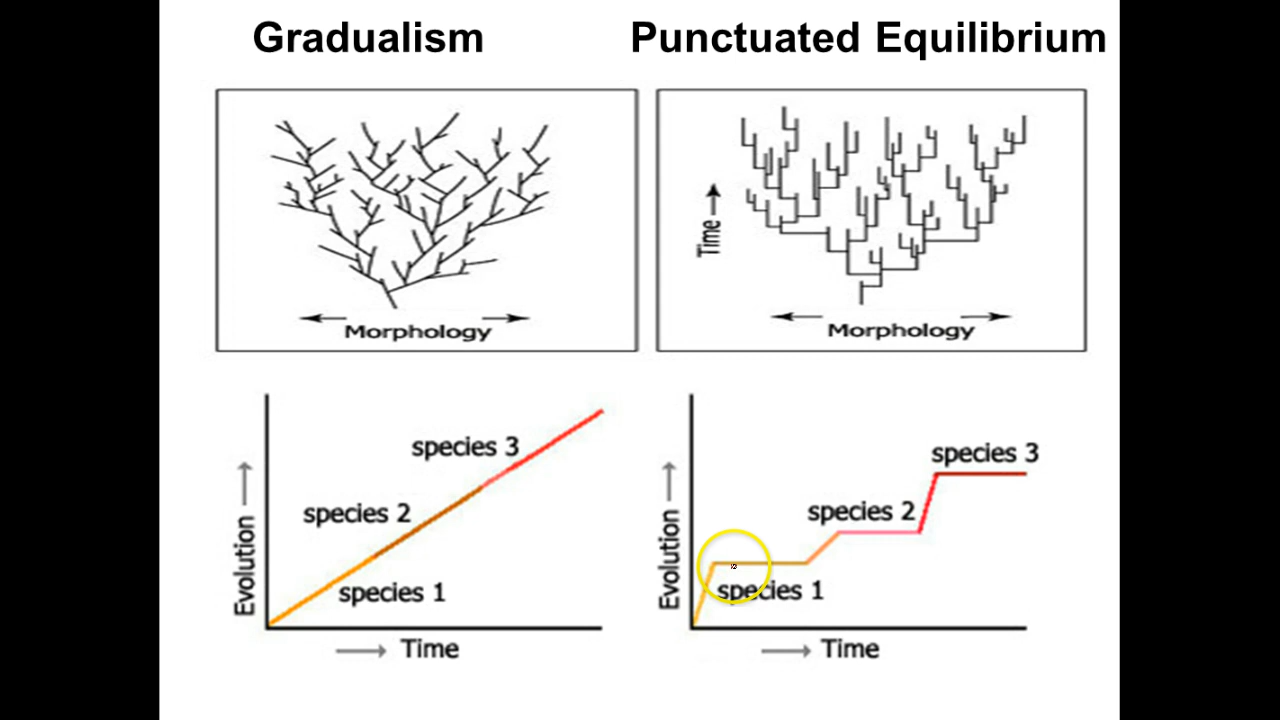 Gradualism
Punctuated Equilibrium
Morphology
Time
Morphology
Evolution
species 1
species 2
species 3
Time
Evolution
species 1
species 2
species 3
Time